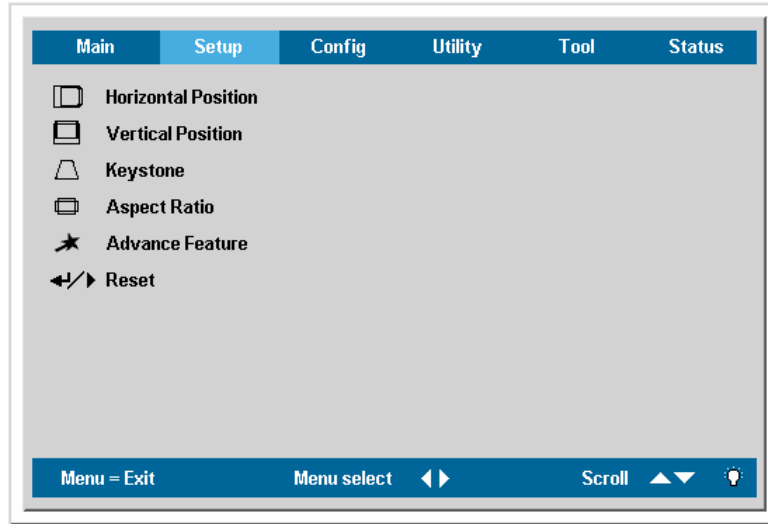 Main Setup Config Utility Tool Status
Horizontal Position
Vertical Position
Keystone
Aspect Ratio
Advance Feature
Reset
Menu = Exit Menu select Scroll